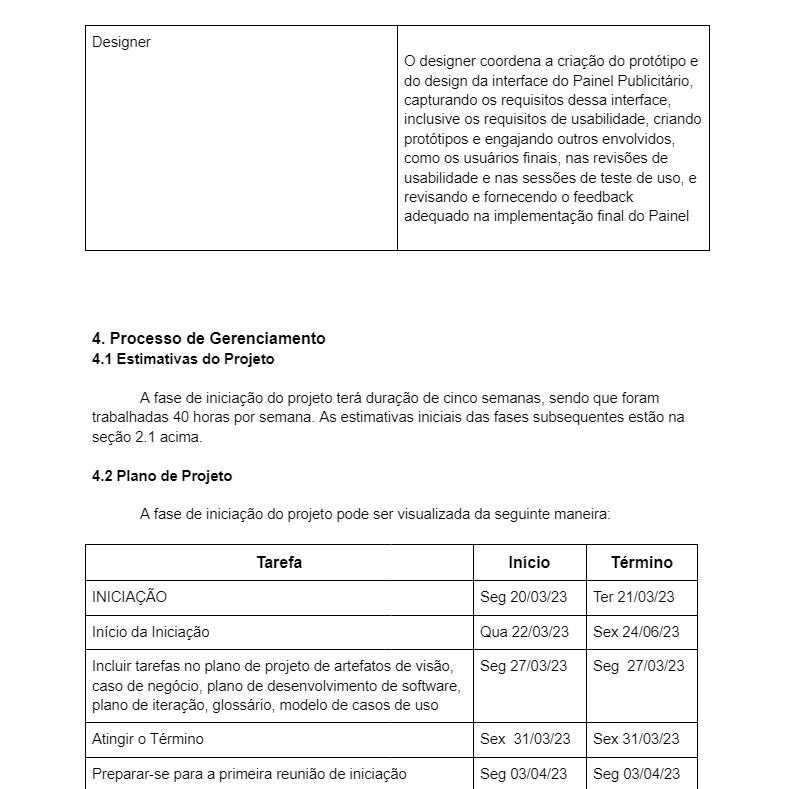 Designer
O designer coordena a criação do protótipo e
do design da interface do Painel Publicitário,
capturando os requisitos dessa interface,
inclusive os requisitos de usabilidade, criando
protótipos e engajando outros envolvidos,
como os usuários finais, nas revisões de
usabilidade e nas sessões de teste de uso, e
revisando e fornecendo o feedback
adequado na implementação final do Painel
4. Processo de Gerenciamento
4.1 Estimativas do Projeto
A fase de iniciação do projeto terá duração de cinco semanas, sendo que foram
trabalhadas 40 horas por semana. As estimativas iniciais das fases subsequentes estão na
seção 2.1 acima.
4.2 Plano de Projeto
A fase de iniciação do projeto pode ser visualizada da seguinte maneira:
Tarefa Início Término
INICIAÇÃO Seg 20/03/23 Ter 21/03/23
Início da Iniciação Qua 22/03/23 Sex 24/06/23
Incluir tarefas no plano de projeto de artefatos de visão, Seg 27/03/23 Seg 27/03/23
caso de negócio, plano de desenvolvimento de software,
plano de iteração, glossário, modelo de casos de uso
Atingir o Término Sex 31/03/23 Sex 31/03/23
Preparar-se para a primeira reunião de iniciação Seg 03/04/23 Seg 03/04/23